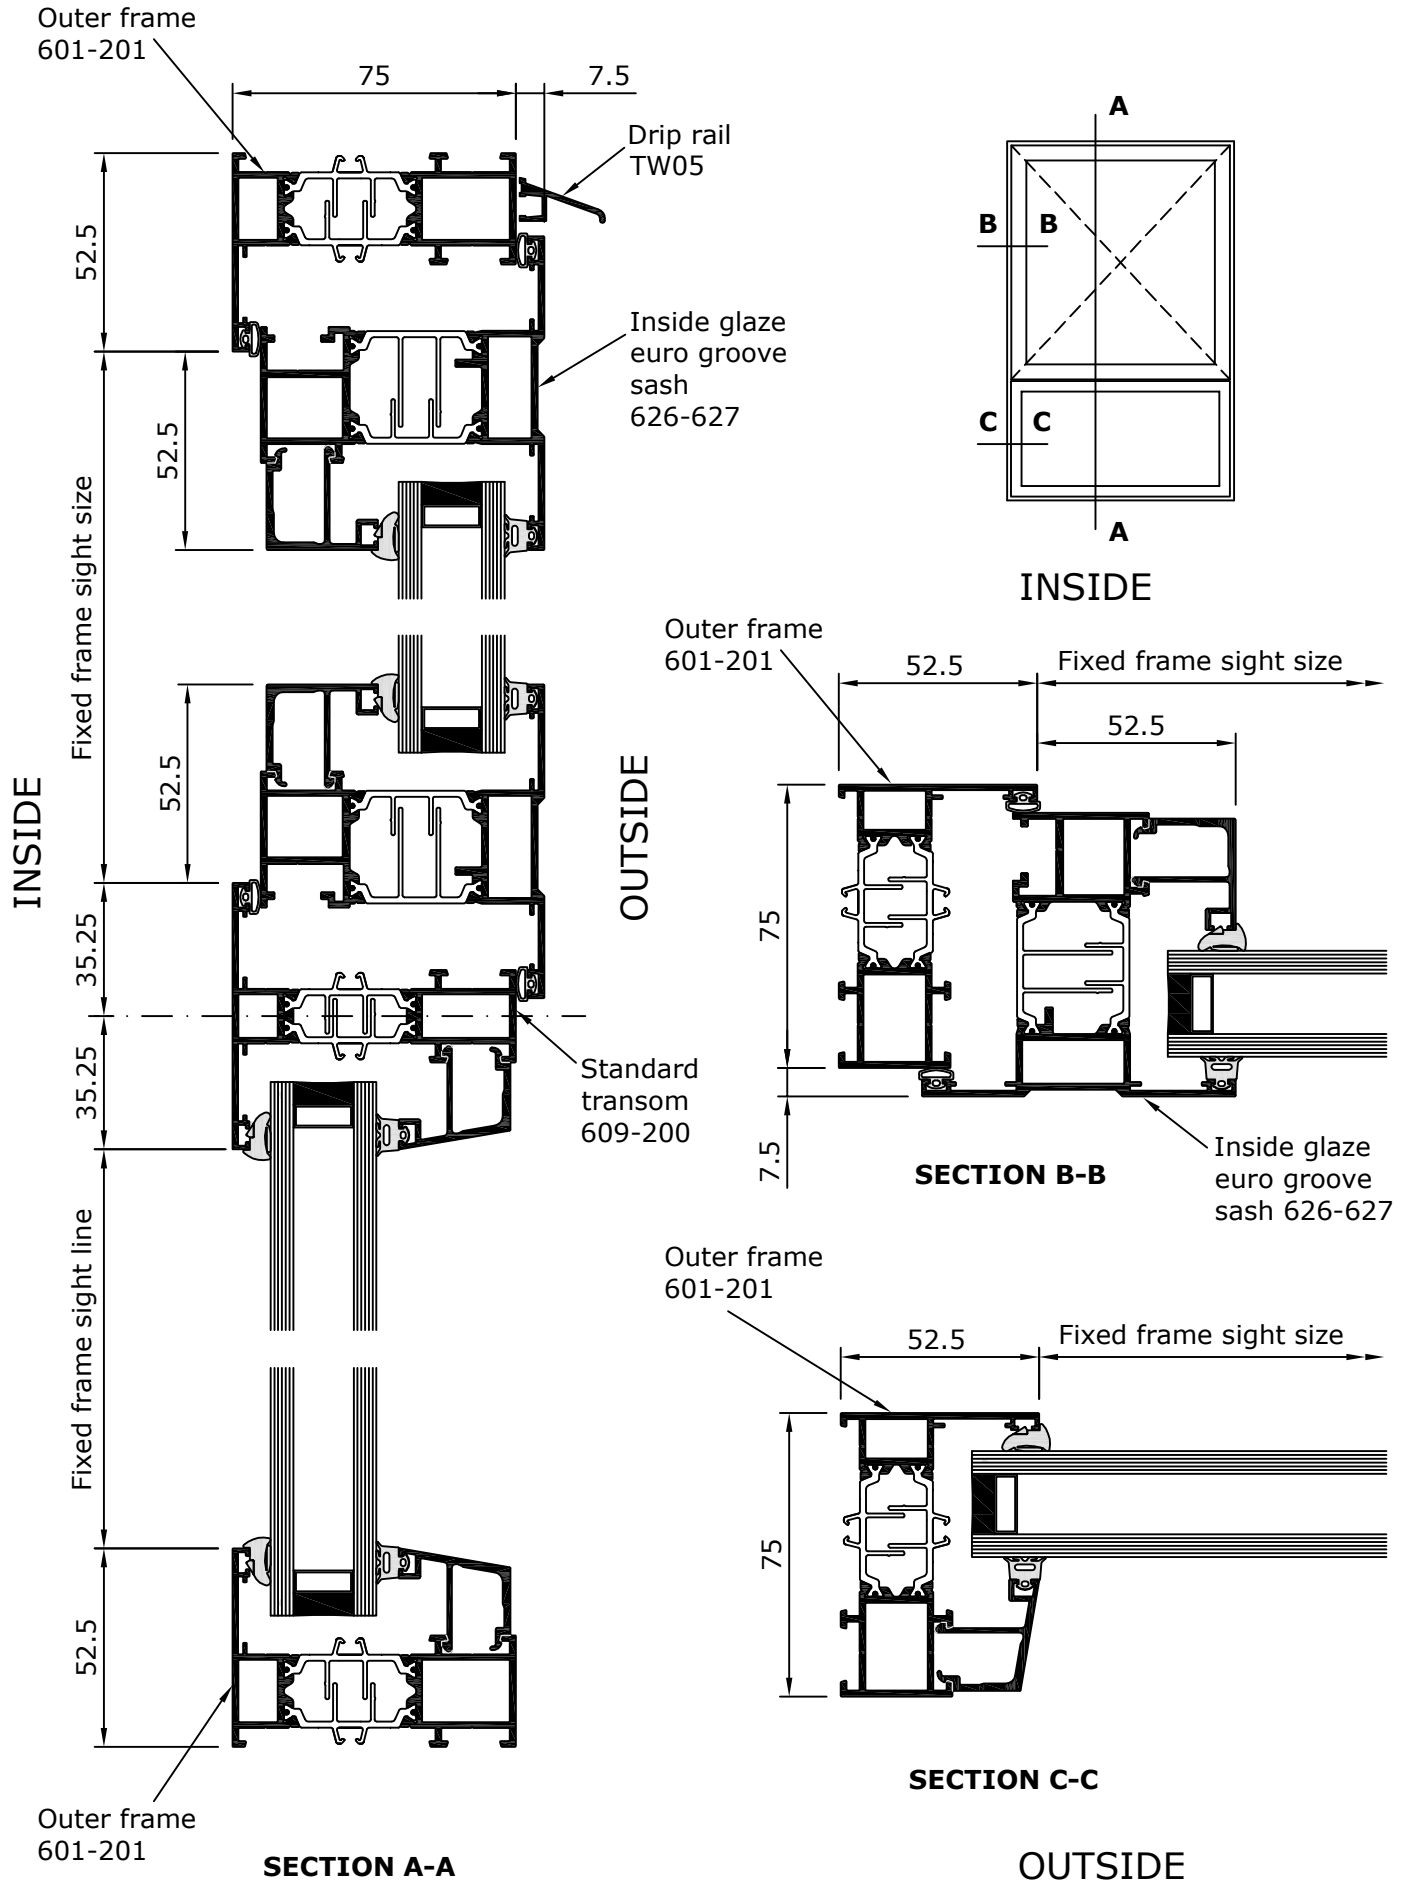 Outer frame
601-201
75
7.5
Drip rail
TW05
52.5
Inside glaze
euro groove
sash
626-627
52.5
Fixed frame sight size
52.5
INSIDE
OUTSIDE
35.25
35.25
Standard
transom
609-200
Fixed frame sight line
52.5
Outer frame
601-201
SECTION A-A
A
B
B
C
C
A
INSIDE
Outer frame
601-201
52.5
Fixed frame sight size
52.5
75
7.5
SECTION B-B
Inside glaze
euro groove
sash 626-627
Outer frame
601-201
52.5
Fixed frame sight size
75
SECTION C-C
OUTSIDE